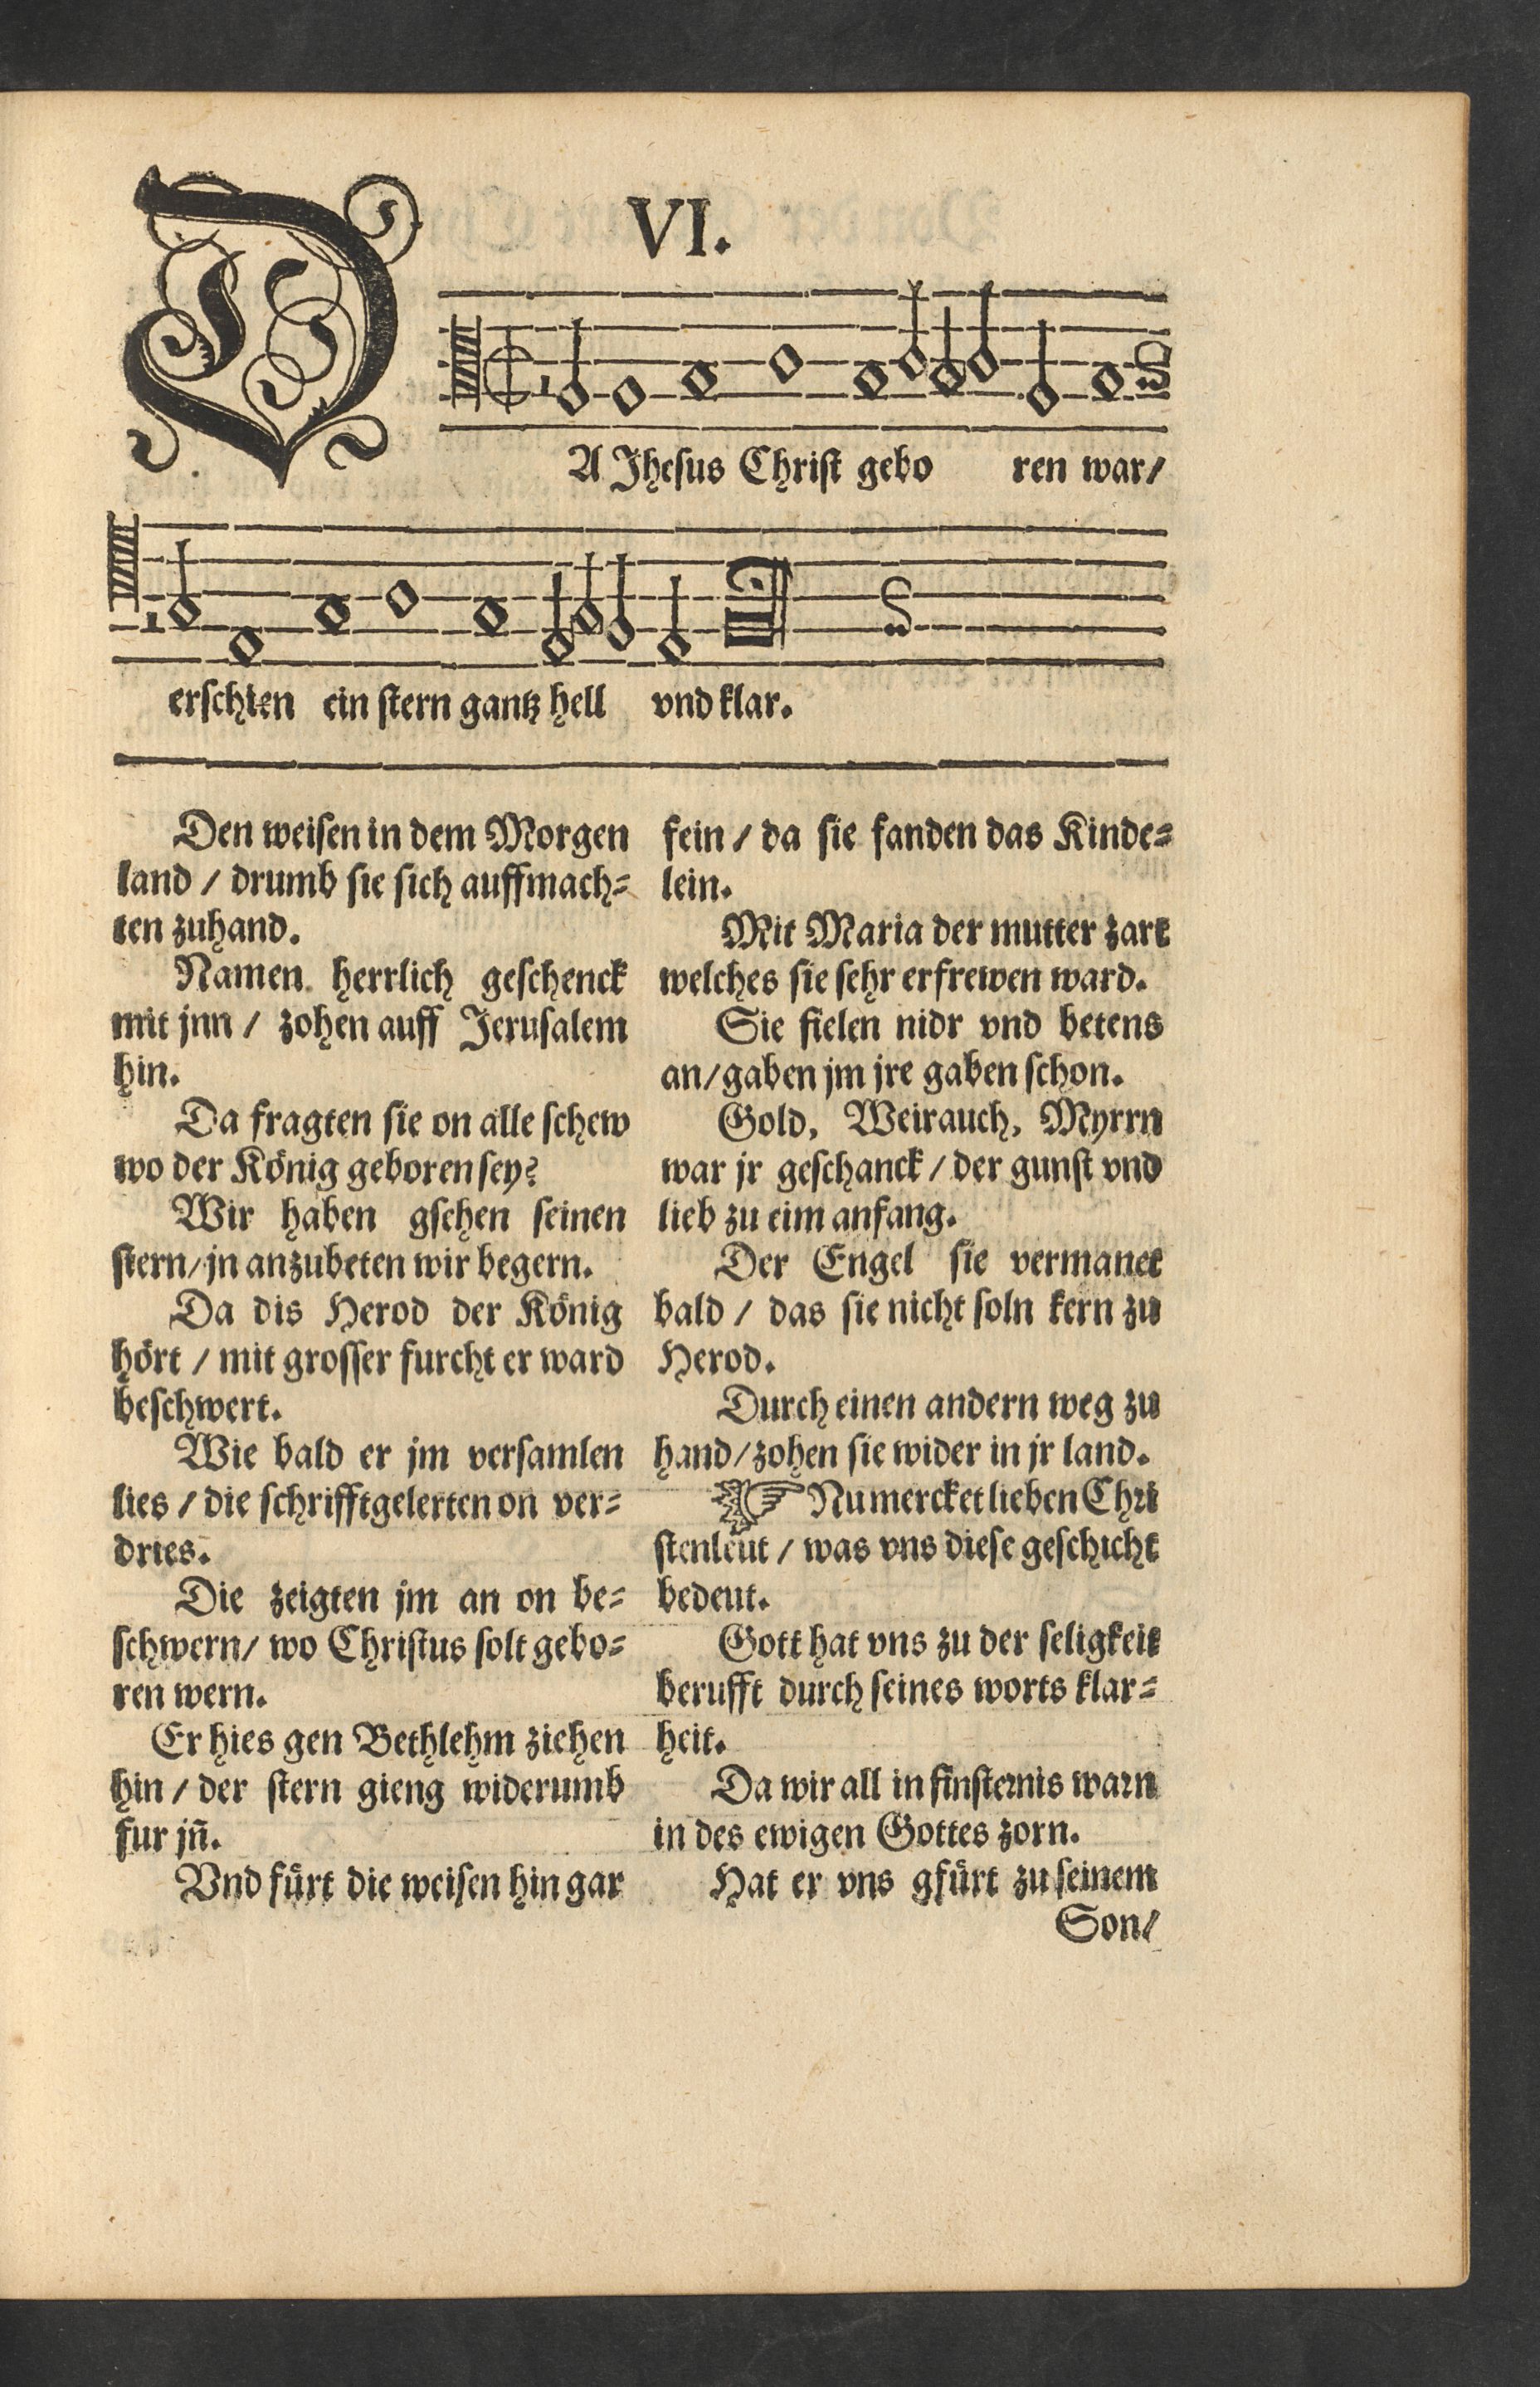 VI.
DA Jhesus Christ gebo ren war/
erschien ein stern gantz hell vnd klar.
Den weisen in dem Morgen
land / drumb sie sich auffmach=
ten zuhand.
Namen herrlich geschenck
mit jnn / zohen auff Jerusalem
hin.
Da fragten sie on alle schew
wo der König geboren sey?
Wir haben gsehen seinen
stern/ jn anzubeten wir begern.
Da dis Herod der König
hört / mit grosser furcht er ward
beschwert.
Wie bald er jm versamlen
lies / die schrifftgelerten on ver=
dries.
Die zeigten jm an on be=
schwern/ wo Christus solt gebo=
ren wern.
Er hies gen Bethlehm ziehen
hin / der stern gieng widerumb
fur jñ.
Vnd fürt die weisen hin gar
fein / da sie fanden das Kinde=
lein.
Mit Maria der mutter zart
welches sie sehr erfrewen ward.
Sie fielen nidr vnd betens
an/ gaben jm jre gaben schon.
Gold, Weirauch, Myrrn
war jr geschanck / der gunst vnd
lieb zu eim anfang.
Der Engel sie vermanet
bald / das sie nicht soln kern zu
Herod.
Durch einen andern weg zu
hand/ zohen sie wider in jr land.
☞ Nu mercket lieben Chri
stenleut / was vns diese geschicht
bedeut.
Gott hat vns zu der seligkeit
berufft durch seines worts klar=
heit.
Da wir all in finsternis warn
in des ewigen Gottes zorn.
Hat er vns gfürt zu seinem
Son/